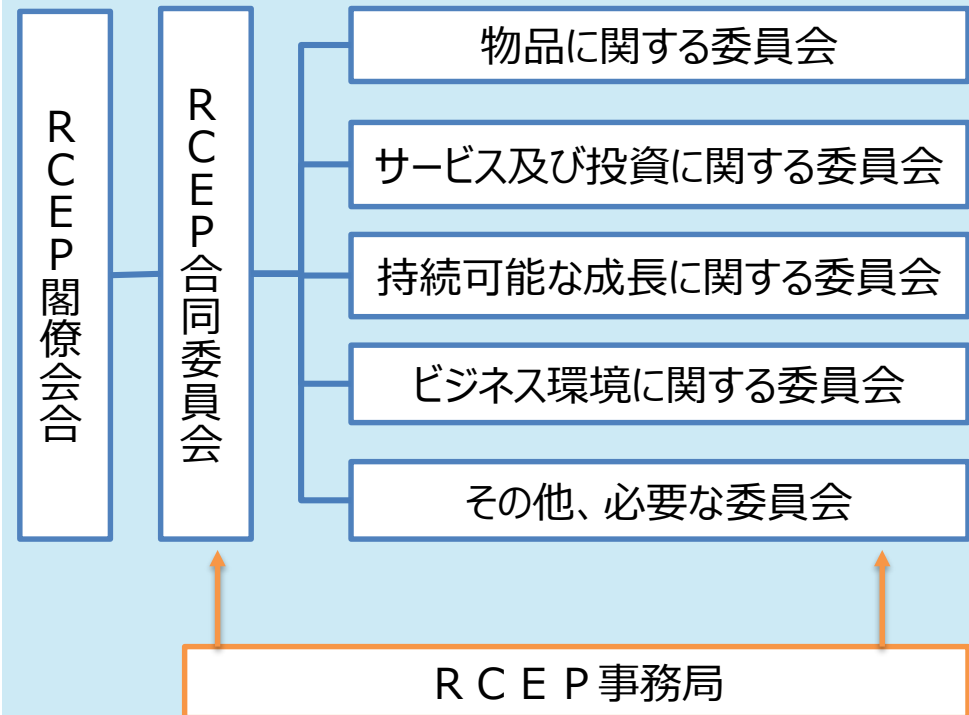 RCEP閣僚会合
RCEP合同委員会
物品に関する委員会
サービス及び投資に関する委員会
持続可能な成長に関する委員会
ビジネス環境に関する委員会
その他、必要な委員会
ＲＣＥＰ事務局